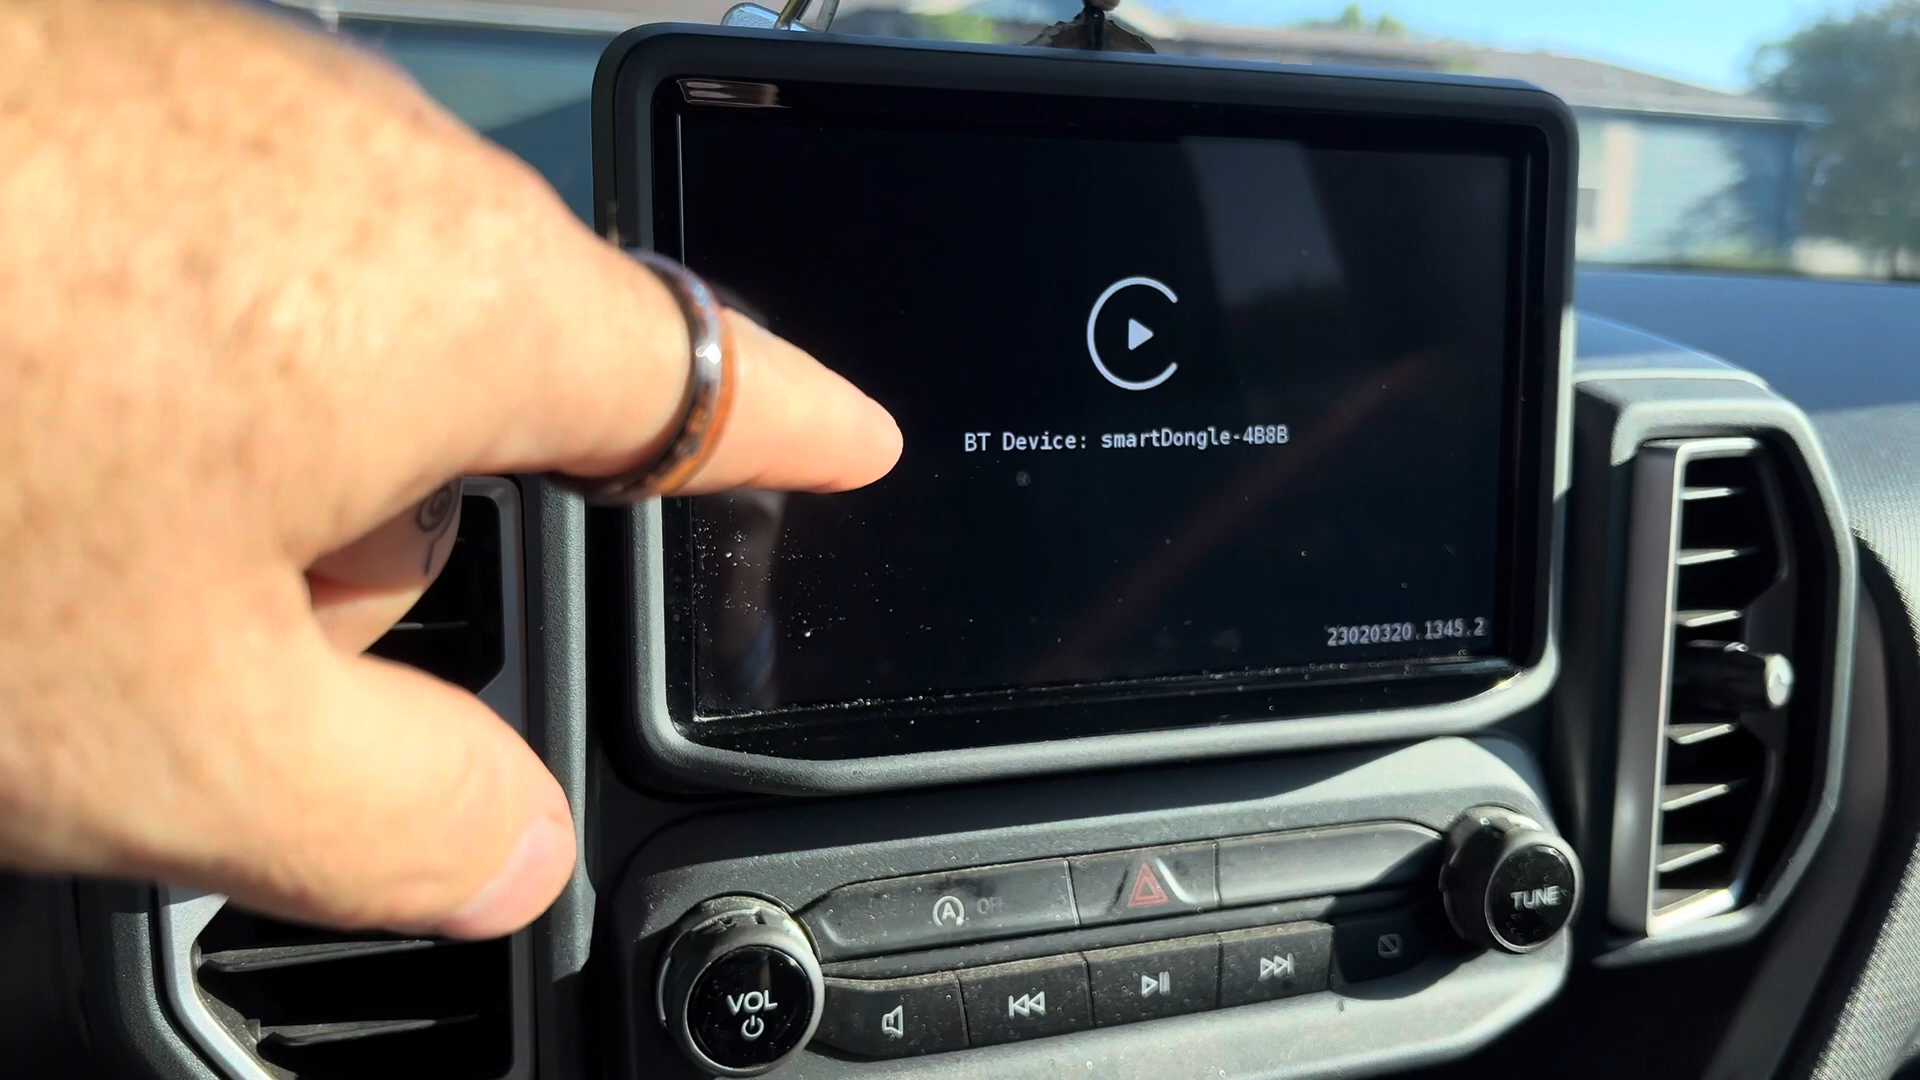 BT Device: smartDongle-4B8B
23020320.1345.2
A OFF
TUNE
VOL